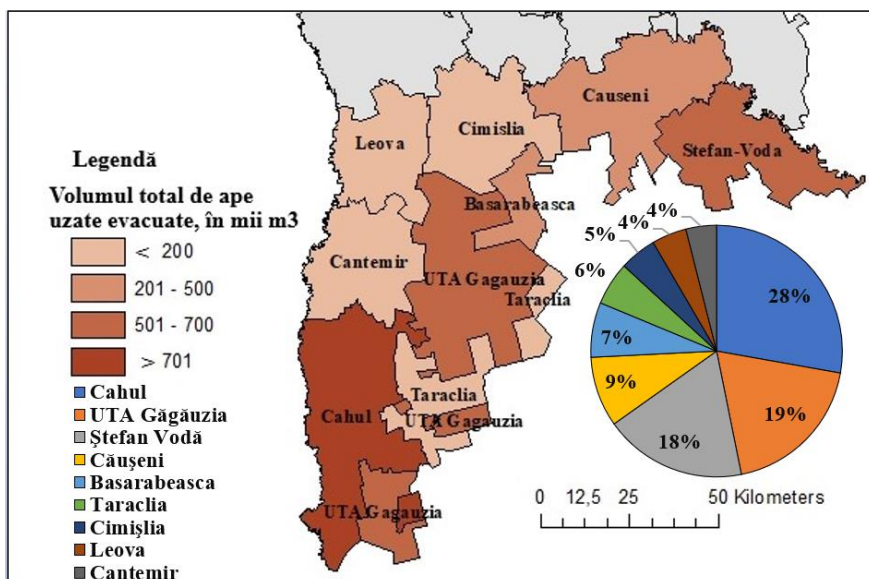 Legendă
Volumul total de ape
uzate evacuate, în mii m3
< 200
201 - 500
501 - 700
> 701
Cahul
UTA Găgăuzia
Ştefan Vodă
Căuşeni
Basarabeasca
Taraclia
Cimişlia
Leova
Cantemir
Causeni
Cimislia
Leova
Stefan-Voda
Basarabeasca
Cantemir
UTA Gagauzia
Taraclia
Taraclia
Cahul
UTA Gagauzia
UTA Gagauzia
4%
4%
5%
6%
7%
9%
18%
19%
28%
0 12,5 25 50 Kilometers